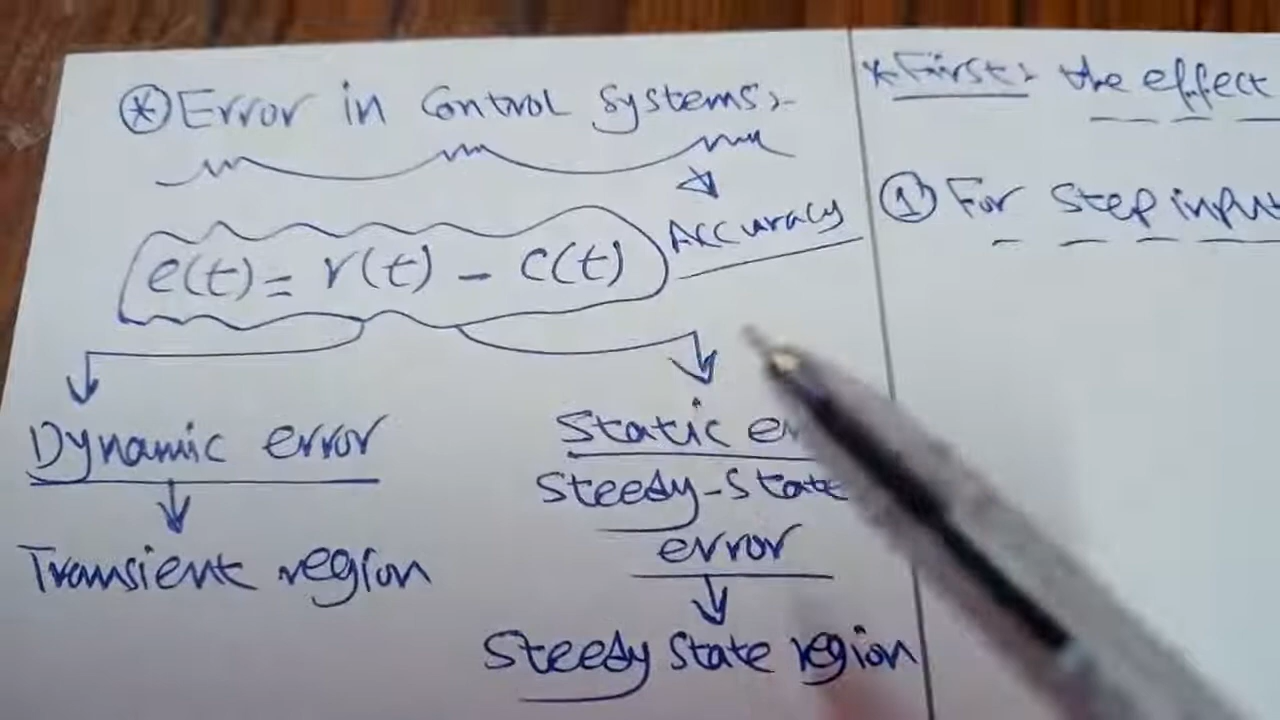 * Error in Control Systems:-
Accuracy
e(t) = r(t) - c(t)
Dynamic error
Transient region
Static
Steedy-State
error
Steedy State region
* First: the effect
1 For Step input